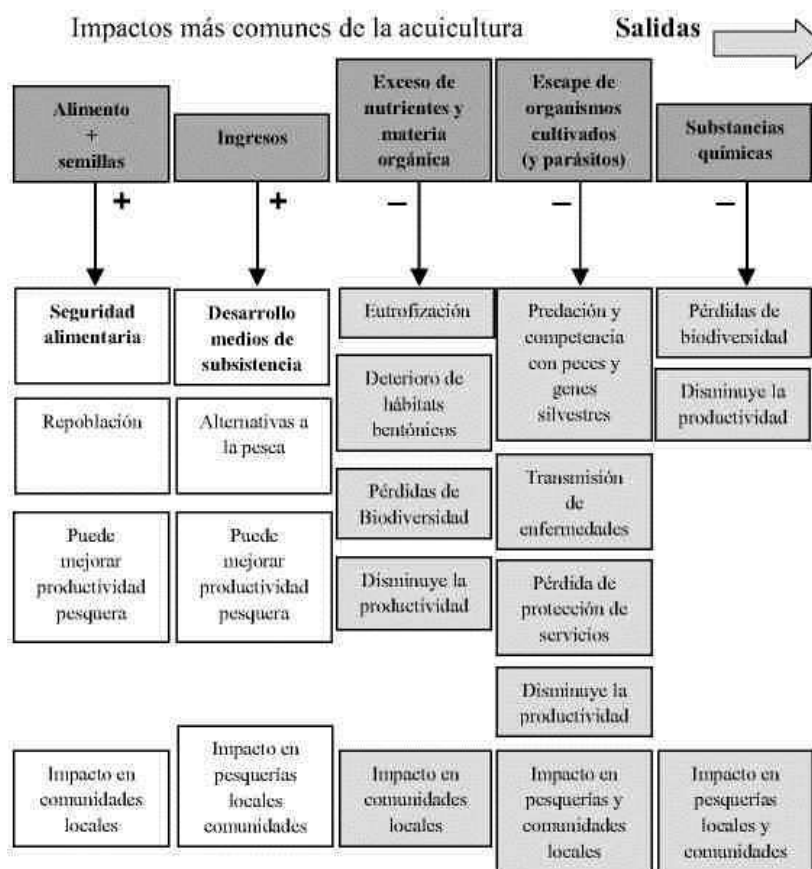 Impactos más comunes de la acuicultura
Salidas
Alimento
+
semillas
Ingresos
Exceso de
nutrientes y
materia
orgánica
Escape de
organismos
cultivados
(y parásitos)
Substancias
químicas
+
+
–
–
–
Seguridad
alimentaria
Repoblación
Puede
mejorar
productividad
pesquera
Impacto en
comunidades
locales
Desarrollo
medios de
subsistencia
Alternativas a
la pesca
Puede
mejorar
productividad
pesquera
Impacto en
pesquerías
locales
comunidades
Eutrofización
Deterioro de
hábitats
bentónicos
Pérdidas de
Biodiversidad
Disminuye la
productividad
Impacto en
comunidades
locales
Predación y
competencia
con peces y
genes
silvestres
Transmisión
de
enfermedades
Pérdida de
protección de
servicios
Disminuye la
productividad
Impacto en
pesquerías y
comunidades
locales
Pérdidas de
biodiversidad
Disminuye la
productividad
Impacto en
pesquerías
locales y
comunidades